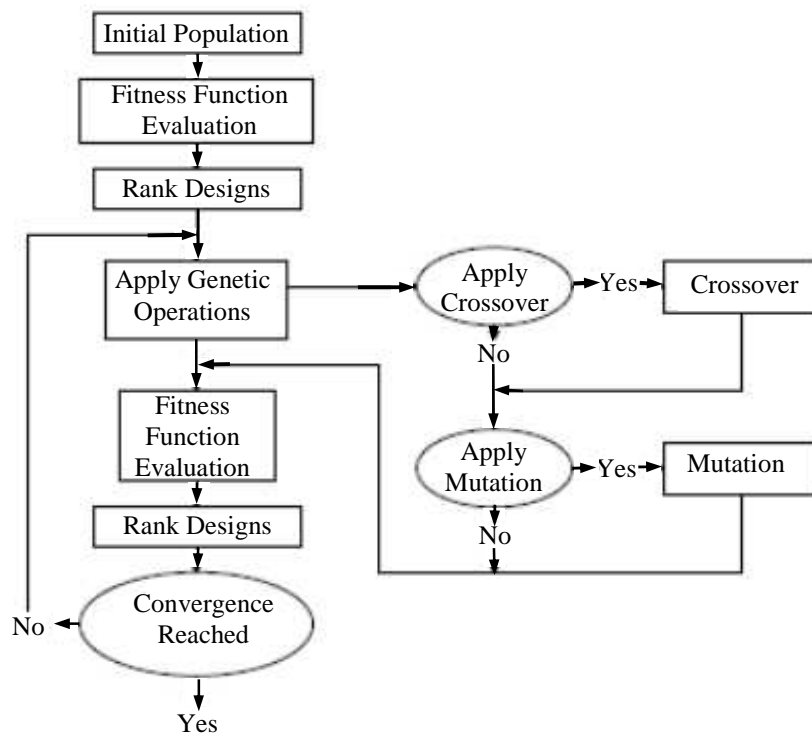 Initial Population
Fitness Function
Evaluation
Rank Designs
Apply Genetic
Operations
Apply
Crossover
Yes
Crossover
No
Fitness
Function
Evaluation
Apply
Mutation
Yes
Mutation
No
Rank Designs
Convergence
Reached
No
Yes